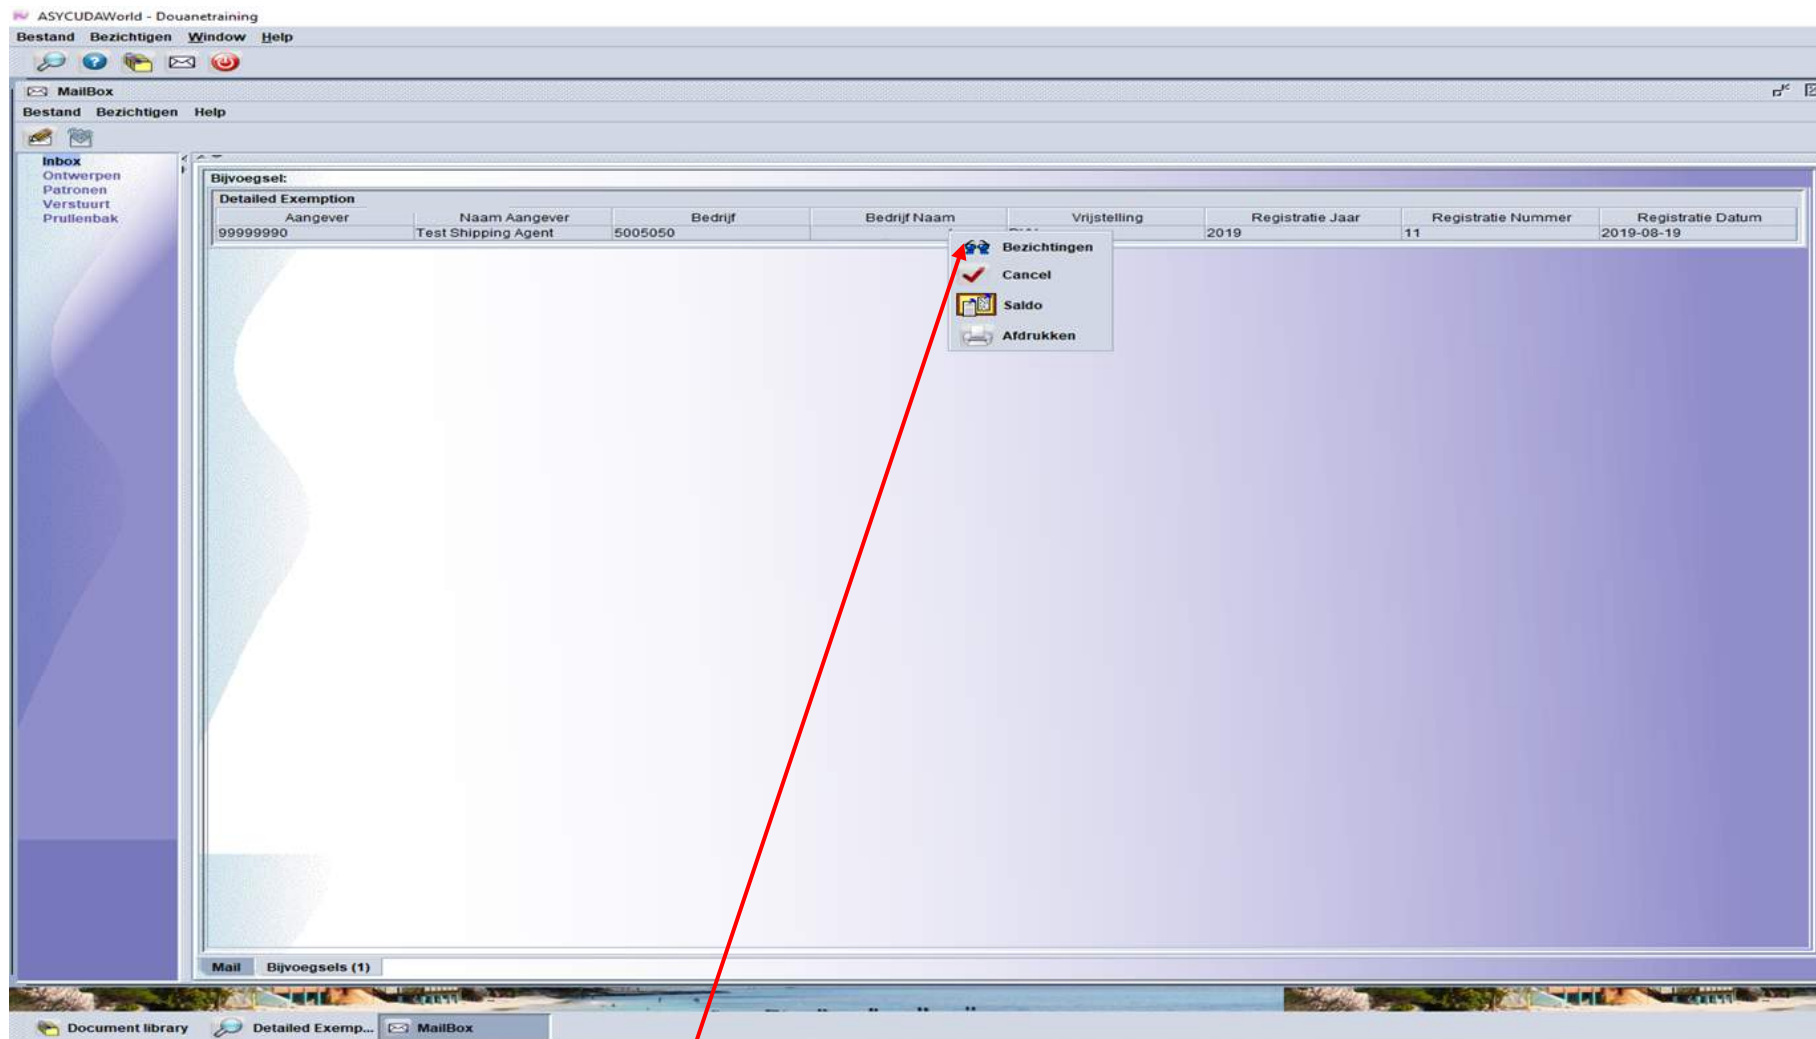 ASYCUDAWorld - Douanetraining
Bestand Bezichtigen Window Help
MailBox
Bestand Bezichtigen Help
Inbox
Ontwerpen
Patronen
Verstuurt
Prullenbak
Bijvoegsel:
Detailed Exemption
Aangever Naam Aangever Bedrijf Bedrijf Naam Vrijstelling Registratie Jaar Registratie Nummer Registratie Datum
99999990 Test Shipping Agent 5005050 2019 11 2019-08-19
Bezichtingen
Cancel
Saldo
Afdrukken
Mail Bijvoegsels (1)
Document library Detailed Exemp... MailBox